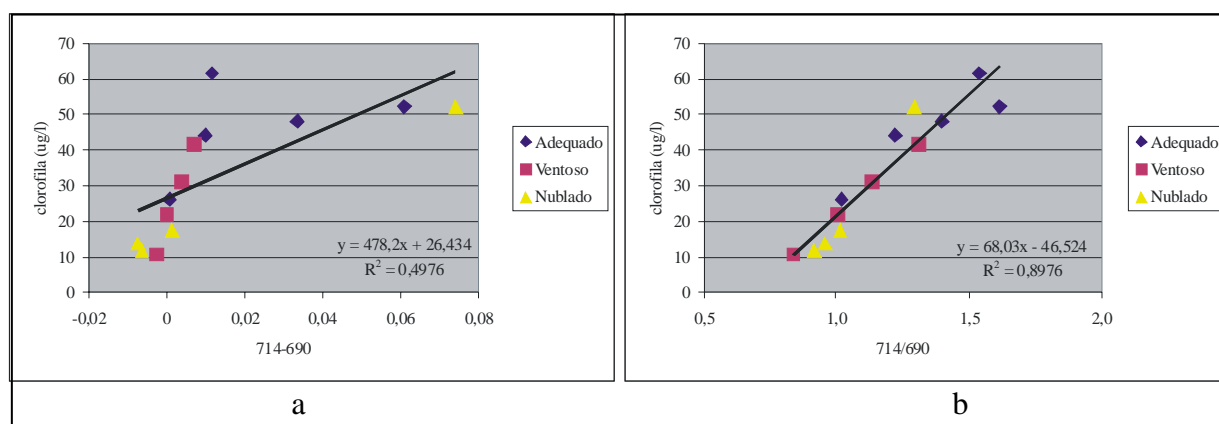 70
60
50
40
30
20
10
0
clorofila (ug/l)
-0,02 0 0,02 0,04 0,06 0,08
714-690
y = 478,2x + 26,434
R² = 0,4976
Adequado
Ventoso
Nublado
a
70
60
50
40
30
20
10
0
clorofila (ug/l)
0,5 1,0 1,5 2,0
714/690
y = 68,03x - 46,524
R² = 0,8976
Adequado
Ventoso
Nublado
b